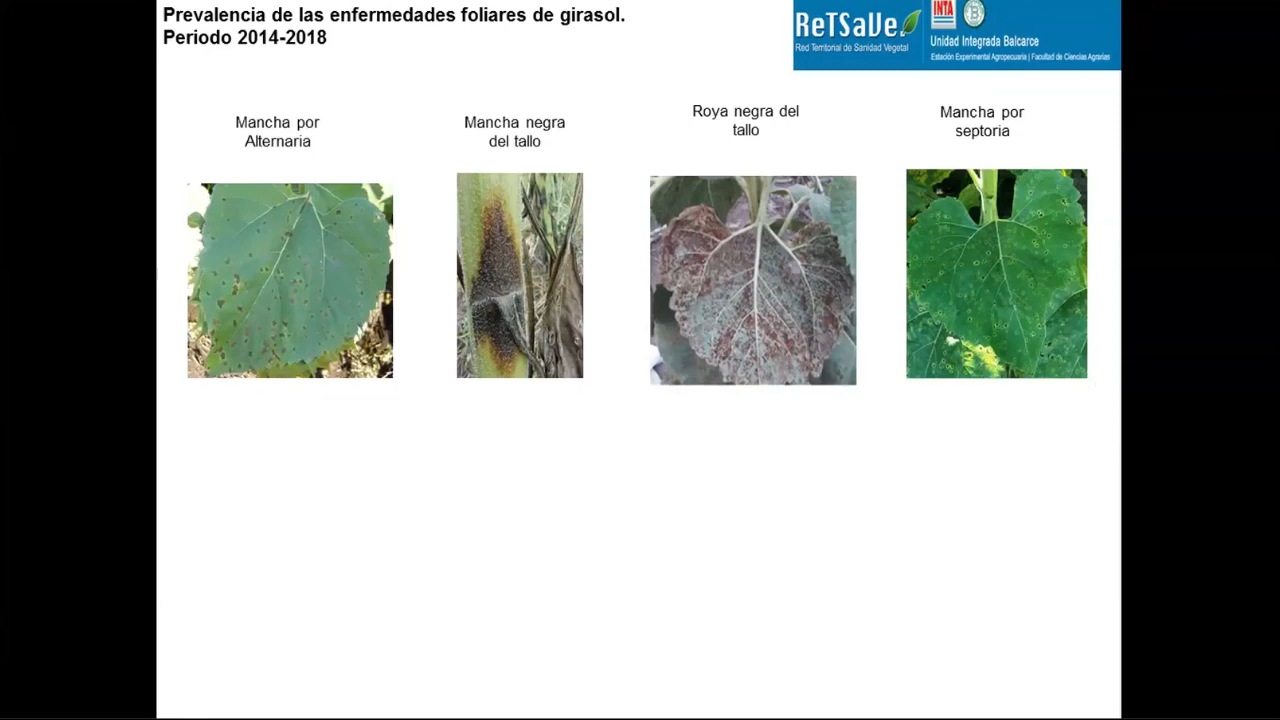 Prevalencia de las enfermedades foliares de girasol.
Periodo 2014-2018
ReTSaVe.
Red Territorial de Sanidad Vegetal
INTA
Unidad Integrada Balcarce
Estación Experimental Agropecuaria | Facultad de Ciencias Agrarias
Mancha por
Alternaria
Mancha negra
del tallo
Roya negra del
tallo
Mancha por
septoria